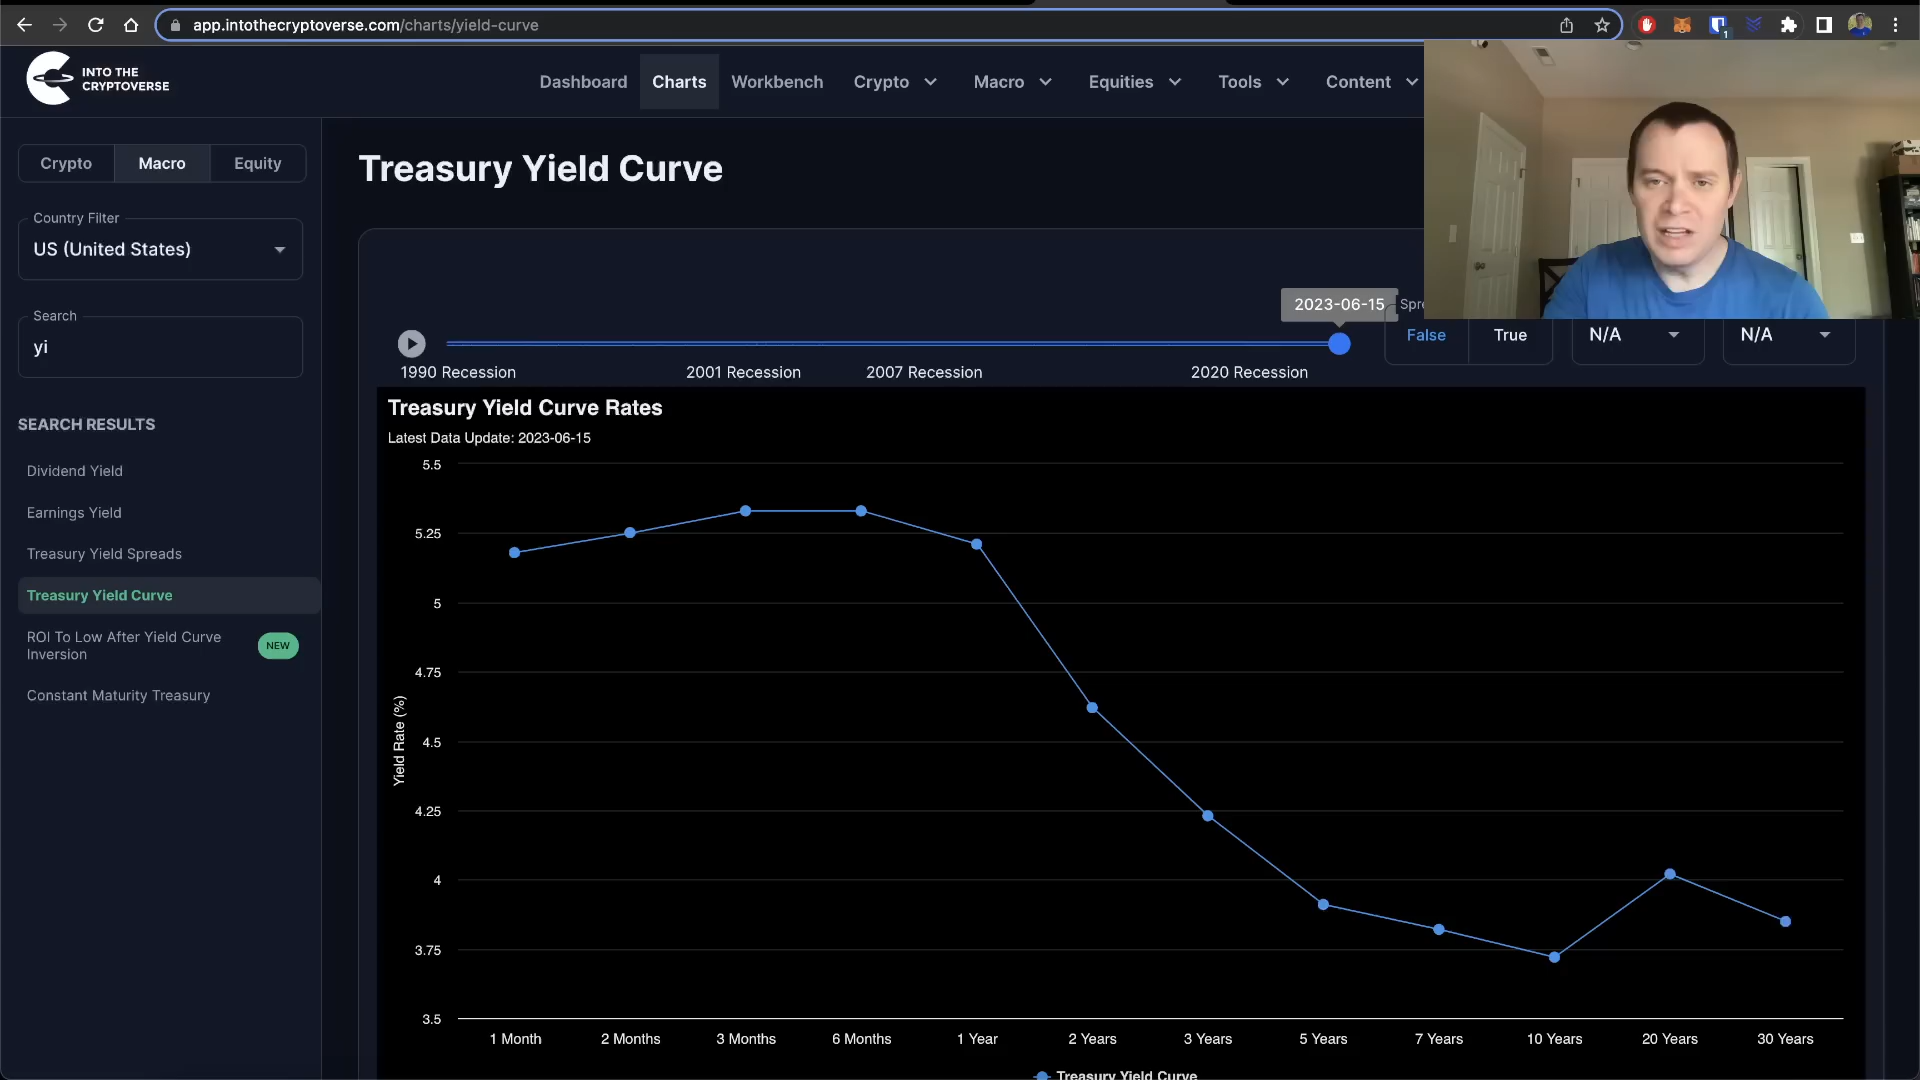 app.intothecryptoverse.com/charts/yield-curve
1
INTO THE
CRYPTOVERSE
Dashboard
Charts
Workbench
Crypto
Macro
Equities
Tools
Content
Crypto
Macro
Equity
Country Filter
US (United States)
Search
yi
SEARCH RESULTS
Dividend Yield
Earnings Yield
Treasury Yield Spreads
Treasury Yield Curve
ROI To Low After Yield Curve
Inversion
NEW
Constant Maturity Treasury
Treasury Yield Curve
2023-06-15
Spre
False
True
N/A
N/A
1990 Recession
2001 Recession
2007 Recession
2020 Recession
Treasury Yield Curve Rates
Latest Data Update: 2023-06-15
Yield Rate (%)
5.5
5.25
5
4.75
4.5
4.25
4
3.75
3.5
1 Month
2 Months
3 Months
6 Months
1 Year
2 Years
3 Years
5 Years
7 Years
10 Years
20 Years
30 Years
Treasury Yield Curve